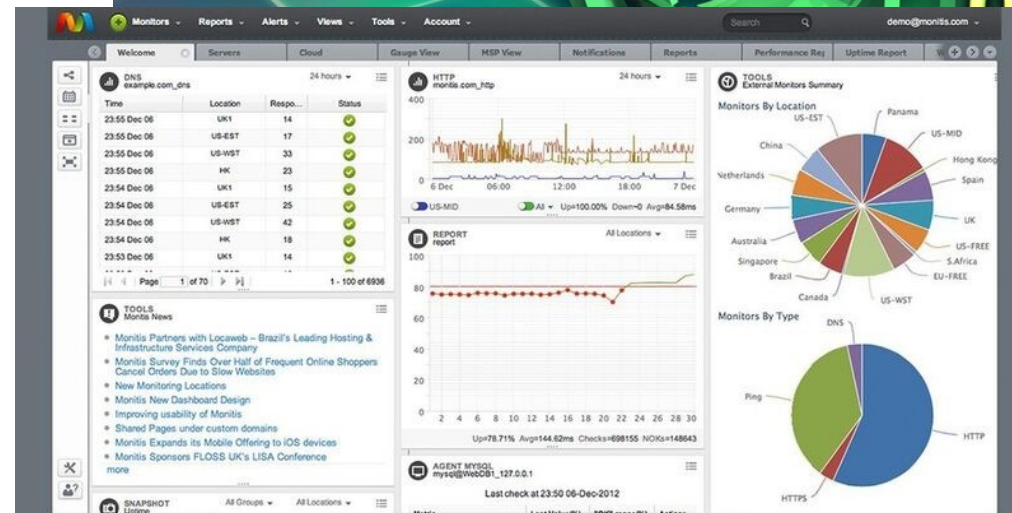 Monitors
Reports
Alerts
Views
Tools
Account
Search
demo@monitis.com
Welcome
Servers
Cloud
Gauge View
MSP View
Notifications
Reports
Performance Rep
Uptime Report
DNS
example.com_dns
24 hours
Time Location Respo... Status
23:55 Dec 06 UK1 14
23:55 Dec 06 US-EST 17
23:55 Dec 06 US-WST 33
23:55 Dec 06 HK 23
23:54 Dec 06 UK1 15
23:54 Dec 06 US-EST 25
23:54 Dec 06 US-WST 42
23:54 Dec 06 HK 18
23:53 Dec 06 UK1 14
Page 1 of 70
1 - 100 of 6936
TOOLS
Monitis News
Monitis Partners with Locaweb – Brazil's Leading Hosting &
Infrastructure Services Company
Monitis Survey Finds Over Half of Frequent Online Shoppers
Cancel Orders Due to Slow Websites
New Monitoring Locations
Monitis New Dashboard Design
Improving usability of Monitis
Shared Pages under custom domains
Monitis Expands its Mobile Offering to iOS devices
Monitis Sponsors FLOSS UK's LISA Conference
more
SNAPSHOT
Uptime
All Groups
All Locations
HTTP
monitis.com_http
24 hours
400
200
0
6 Dec 06:00 12:00 18:00 7 Dec
US-MID
All
Up=100.00% Down~0 Avg=84.58ms
REPORT
report
All Locations
100
80
60
40
20
0
2 4 6 8 10 12 14 16 18 20 22 24 26 28 30
Up=78.71% Avg=144.62ms Checks=698155 NOKs=148643
AGENT MYSQL
mysql@WebDB1_127.0.0.1
Last check at 23:50 06-Dec-2012
TOOLS
External Monitors Summary
Monitors By Location
US-EST
Panama
China
US-MID
Hong Kong
Netherlands
Spain
Germany
UK
Australia
US-FREE
Singapore
S.Africa
Brazil
EU-FREE
Canada
US-WST
Monitors By Type
DNS
Ping
HTTP
HTTPS